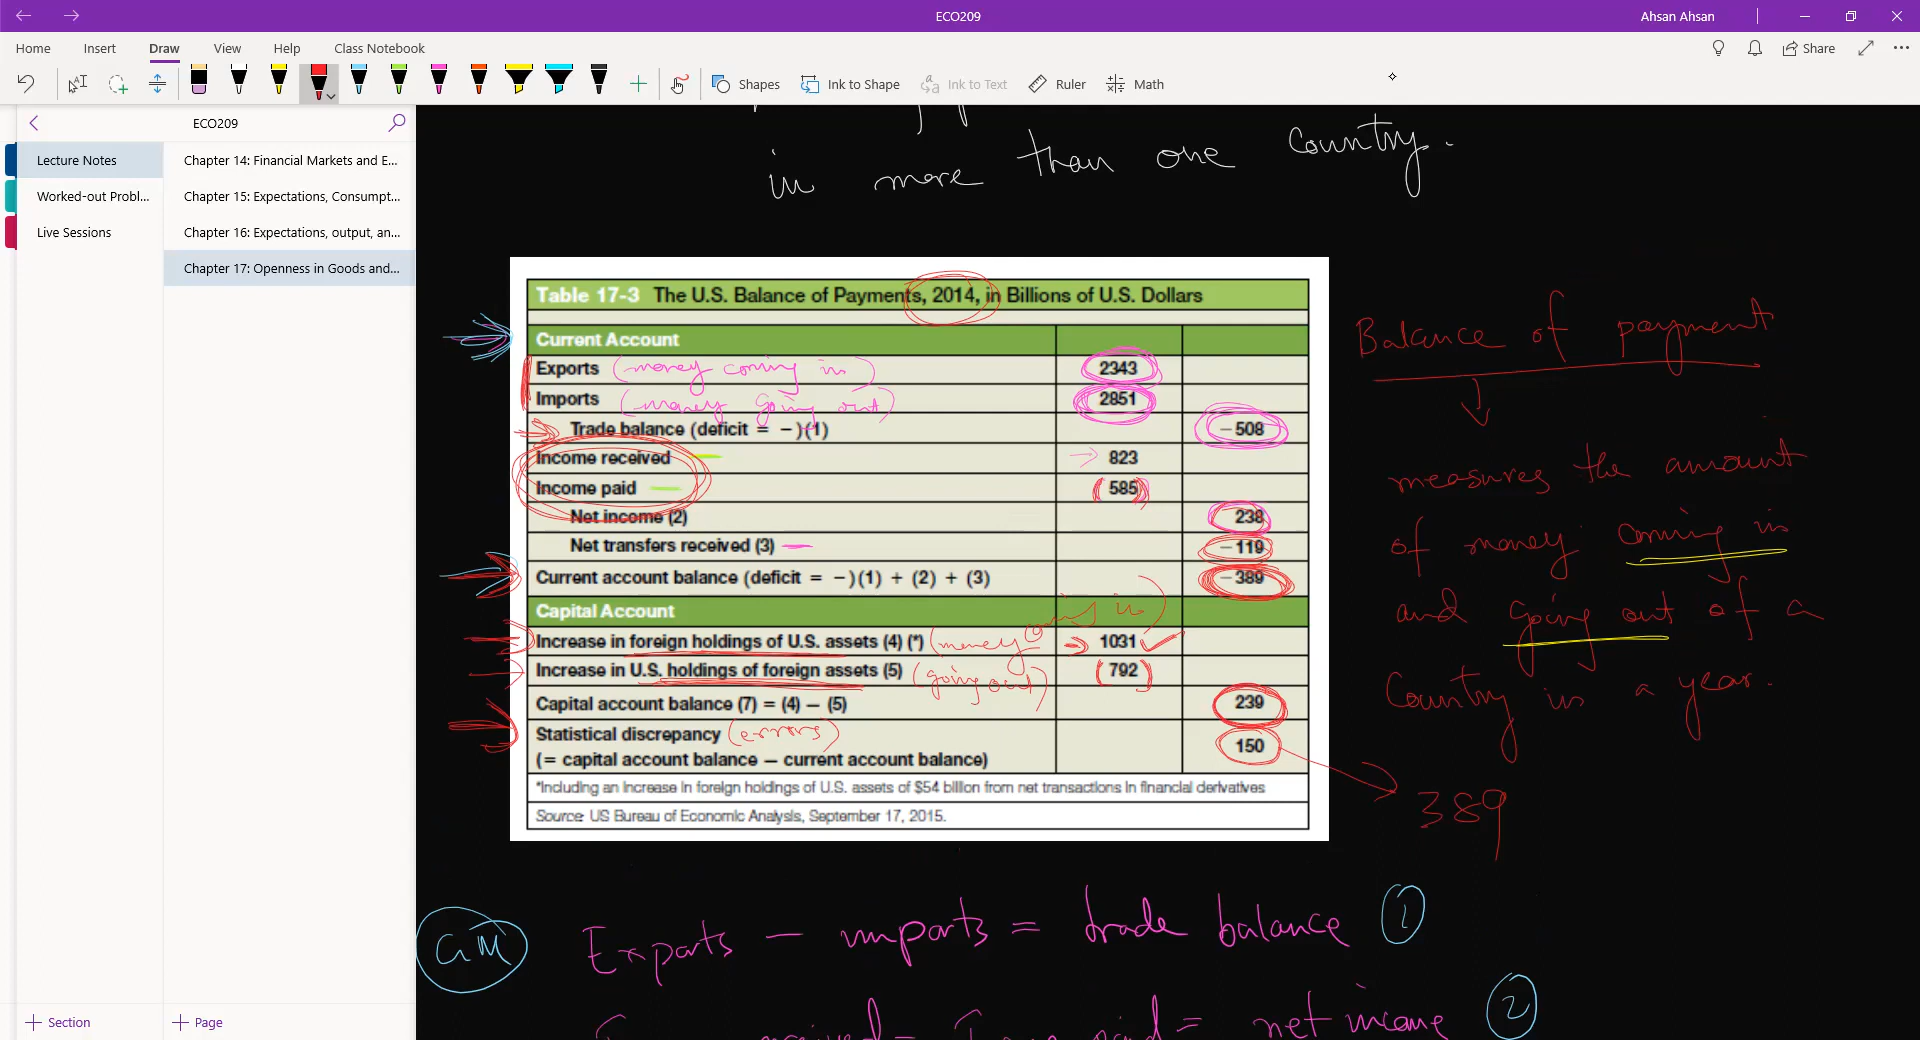 ECO209
Ahsan Ahsan
Home Insert Draw View Help Class Notebook
Share
Shapes Ink to Shape Ink to Text Ruler Math
ECO209
Lecture Notes
Worked-out Probl...
Live Sessions
Chapter 14: Financial Markets and E...
Chapter 15: Expectations, Consumpt...
Chapter 16: Expectations, output, an...
Chapter 17: Openness in Goods and...
in more than one country.
Table 17-3 The U.S. Balance of Payments, 2014, in Billions of U.S. Dollars
Current Account
Exports (money coming in) 2343
Imports (money going out) 2851
Trade balance (deficit = −)(1) −508
Income received 823
Income paid (585)
Net income (2) 238
Net transfers received (3) −119
Current account balance (deficit = −)(1) + (2) + (3) −389
Capital Account
Increase in foreign holdings of U.S. assets (4) (*) (money coming in) 1031
Increase in U.S. holdings of foreign assets (5) (going out) (792)
Capital account balance (7) = (4) − (5) 239
Statistical discrepancy (errors) 150
(= capital account balance − current account balance)
*Including an increase in foreign holdings of U.S. assets of $54 billion from net transactions in financial derivatives
Source: US Bureau of Economic Analysis, September 17, 2015.
Balance of payment
measures the amount
of money coming in
and going out of a
Country in a year.
389
Exports − imports = trade balance 1
net income 2
Section
Page